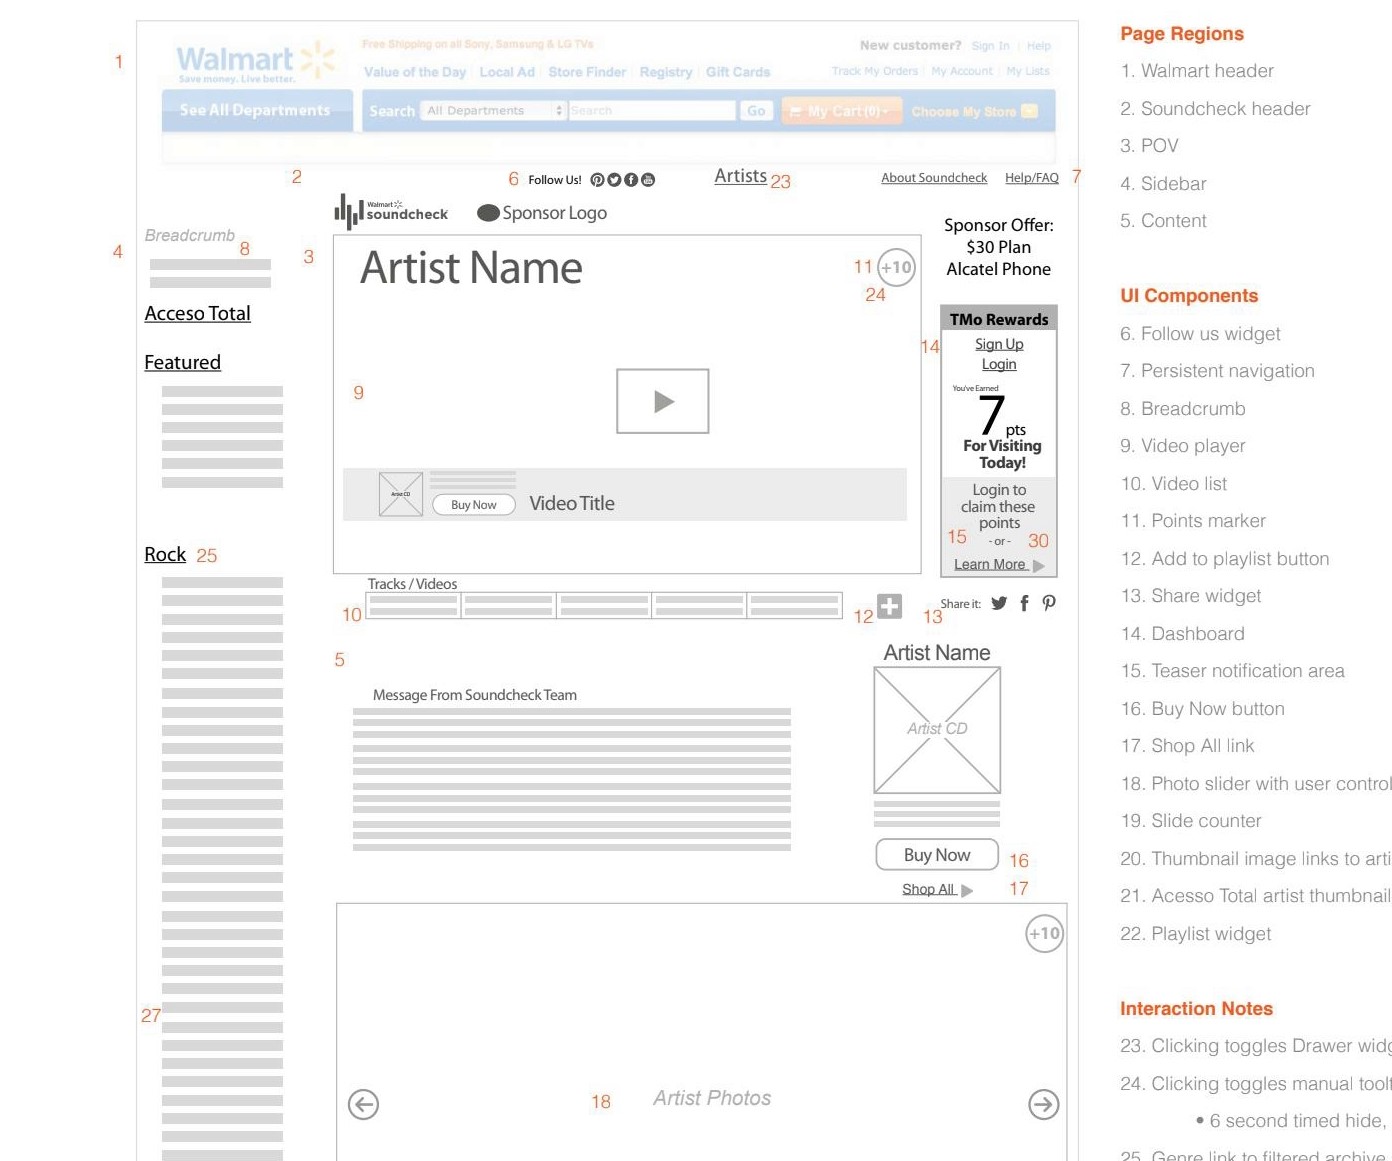 Walmart
Save money. Live better.
Free Shipping on all Sony, Samsung & LG TVs
New customer? Sign In | Help
Value of the Day | Local Ad | Store Finder | Registry | Gift Cards
Track My Orders | My Account | My Lists
See All Departments
Search All Departments Search Go My Cart (0) Choose My Store
1
2
6 Follow Us!
Artists 23
About Soundcheck Help/FAQ 7
Walmart
soundcheck
Sponsor Logo
Sponsor Offer:
$30 Plan
Alcatel Phone
4
Breadcrumb
8
Acceso Total
Featured
Rock 25
27
3
Artist Name
11 +10
24
9
Artist CD
Buy Now
Video Title
14
TMo Rewards
Sign Up
Login
You've Earned
7 pts
For Visiting
Today!
Login to
claim these
points
15 - or - 30
Learn More
Tracks / Videos
10
12
13
Share it:
5
Message From Soundcheck Team
Artist Name
Artist CD
Buy Now 16
Shop All 17
+10
18 Artist Photos
Page Regions
1. Walmart header
2. Soundcheck header
3. POV
4. Sidebar
5. Content
UI Components
6. Follow us widget
7. Persistent navigation
8. Breadcrumb
9. Video player
10. Video list
11. Points marker
12. Add to playlist button
13. Share widget
14. Dashboard
15. Teaser notification area
16. Buy Now button
17. Shop All link
18. Photo slider with user control
19. Slide counter
20. Thumbnail image links to arti
21. Acesso Total artist thumbnail
22. Playlist widget
Interaction Notes
23. Clicking toggles Drawer widg
24. Clicking toggles manual toolt
• 6 second timed hide,
25. Genre link to filtered archive